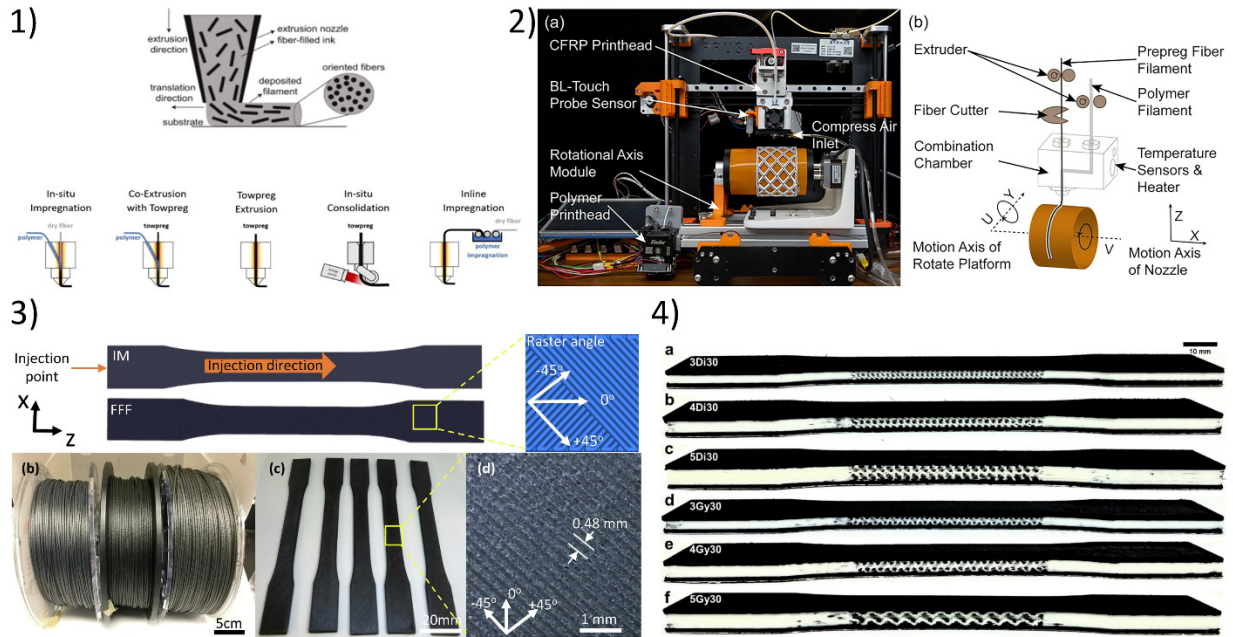 1)
extrusion
direction
extrusion nozzle
fiber-filled ink
deposited
filament
oriented fibers
translation
direction
substrate
In-situ
Impregnation
dry fiber
polymer
Co-Extrusion
with Towpreg
towpreg
polymer
Towpreg
Extrusion
towpreg
In-situ
Consolidation
towpreg
Inline
Impregnation
dry fiber
polymer
impregnation
2)
(a)
CFRP Printhead
BL-Touch
Probe Sensor
Compress Air
Inlet
Rotational Axis
Module
Polymer
Printhead
(b)
Extruder
Prepreg Fiber
Filament
Polymer
Filament
Fiber Cutter
Combination
Chamber
Temperature
Sensors &
Heater
Y
U
V
Z
X
Motion Axis of
Rotate Platform
Motion Axis
of Nozzle
3)
Injection
point
IM
Injection direction
X
Z
FFF
Raster angle
-45°
0°
+45°
(b)
5cm
(c)
20mm
(d)
0.48 mm
-45°
0°
+45°
1 mm
4)
10 mm
a
3Di30
b
4Di30
c
5Di30
d
3Gy30
e
4Gy30
f
5Gy30